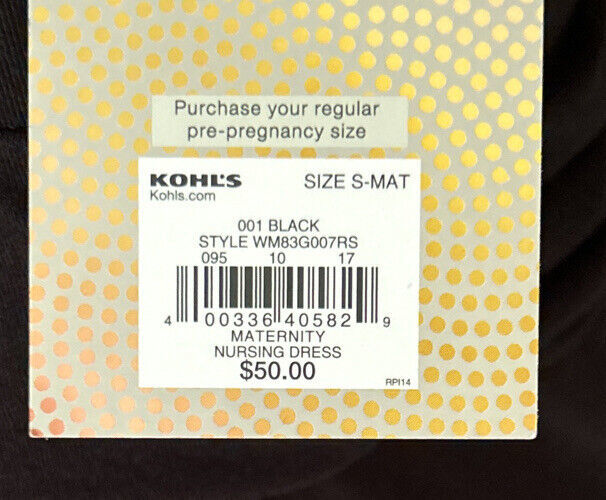 Purchase your regular
pre-pregnancy size
KOHL'S SIZE S-MAT
Kohls.com
001 BLACK
STYLE WM83G007RS
095 10 17
4 00336 40582 9
MATERNITY
NURSING DRESS
$50.00
RPI14